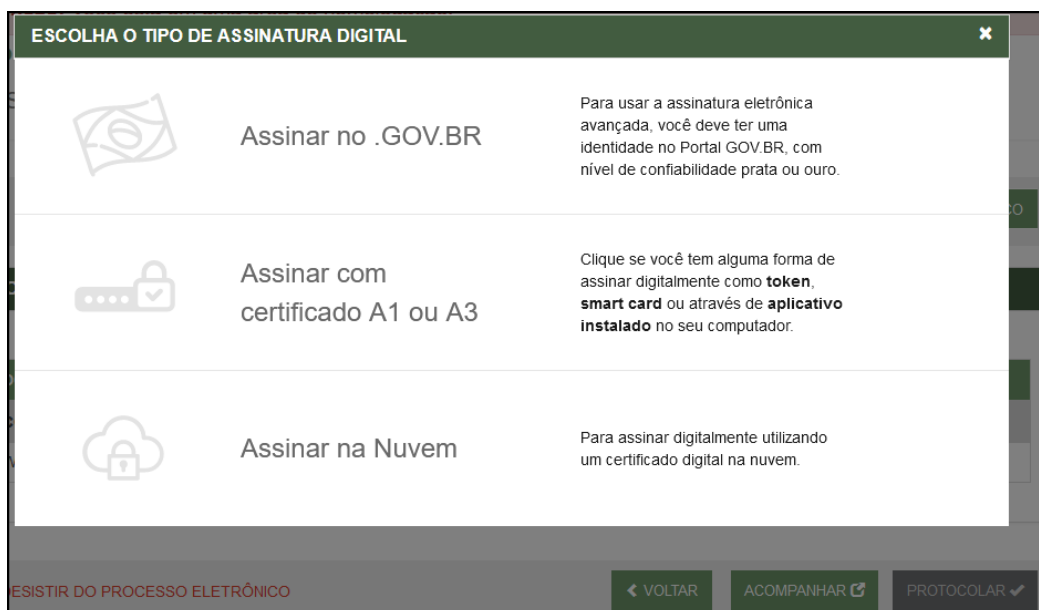 ESCOLHA O TIPO DE ASSINATURA DIGITAL
Assinar no .GOV.BR
Para usar a assinatura eletrônica
avançada, você deve ter uma
identidade no Portal GOV.BR, com
nível de confiabilidade prata ou ouro.
Assinar com
certificado A1 ou A3
Clique se você tem alguma forma de
assinar digitalmente como token,
smart card ou através de aplicativo
instalado no seu computador.
Assinar na Nuvem
Para assinar digitalmente utilizando
um certificado digital na nuvem.
ESISTIR DO PROCESSO ELETRÔNICO
VOLTAR
ACOMPANHAR
PROTOCOLAR